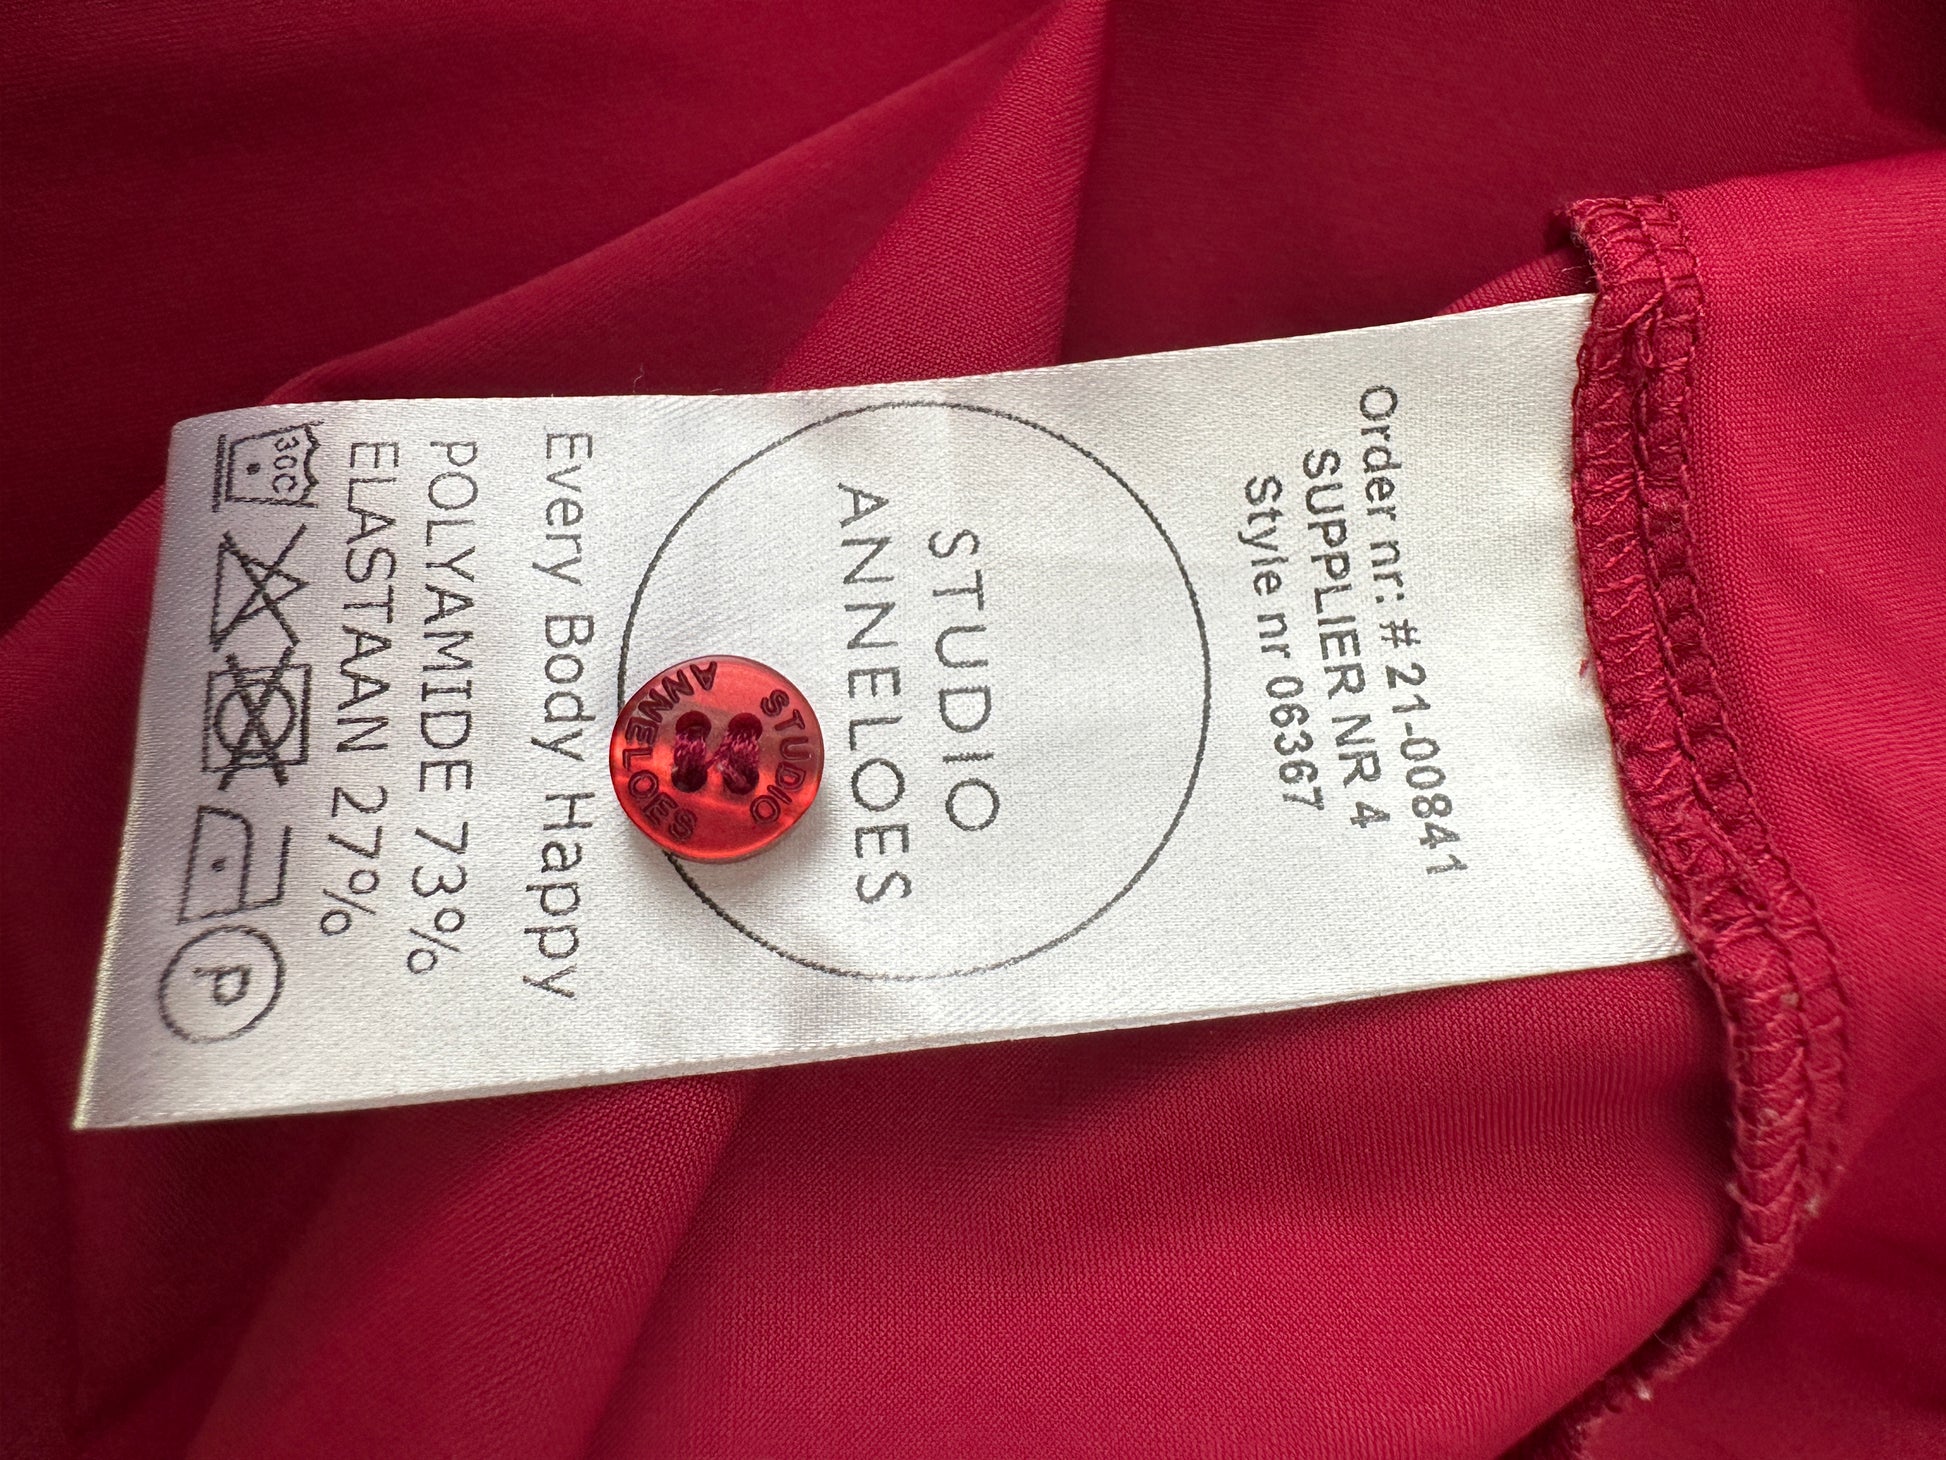 Order nr: # 21-00841
SUPPLIER NR 4
Style nr 06367
STUDIO
ANNELOES
STUDIO
ANNELOES
Every Body Happy
POLYAMIDE 73%
ELASTAAN 27%
30C
P